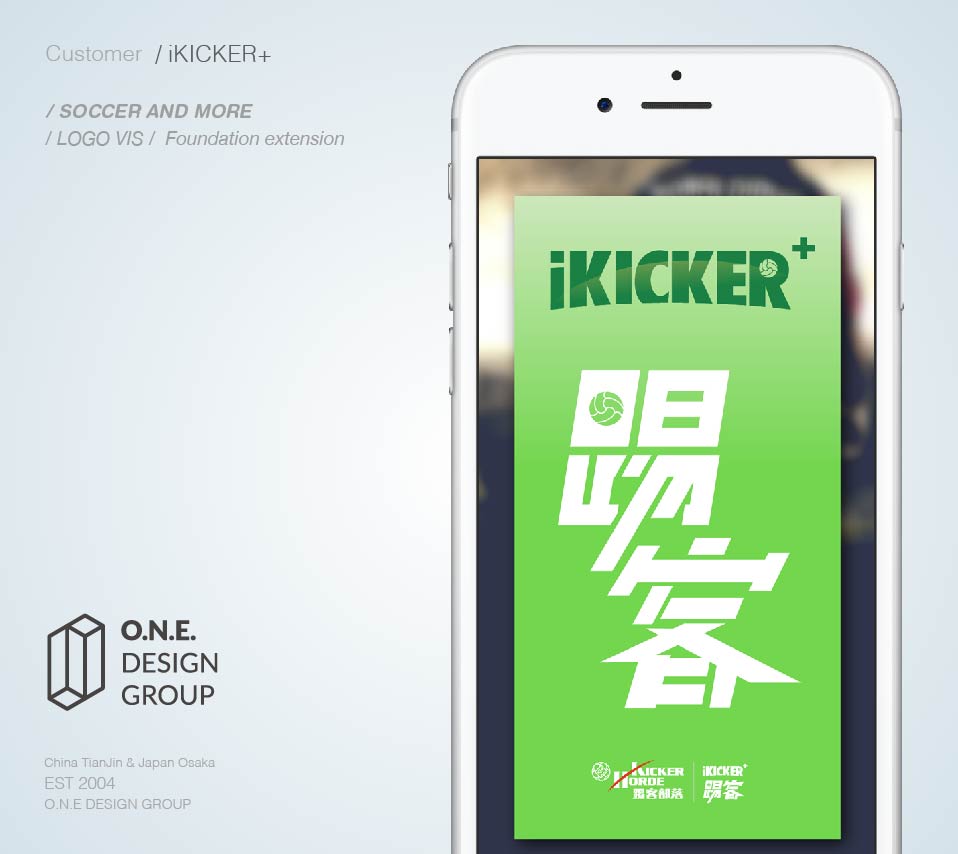 Customer / iKICKER+
/ SOCCER AND MORE
/ LOGO VIS / Foundation extension
iKICKER+
踢客
O.N.E.
DESIGN
GROUP
China TianJin & Japan Osaka
EST 2004
O.N.E DESIGN GROUP
KICKER
HORDE
踢客部落
iKICKER+
踢客